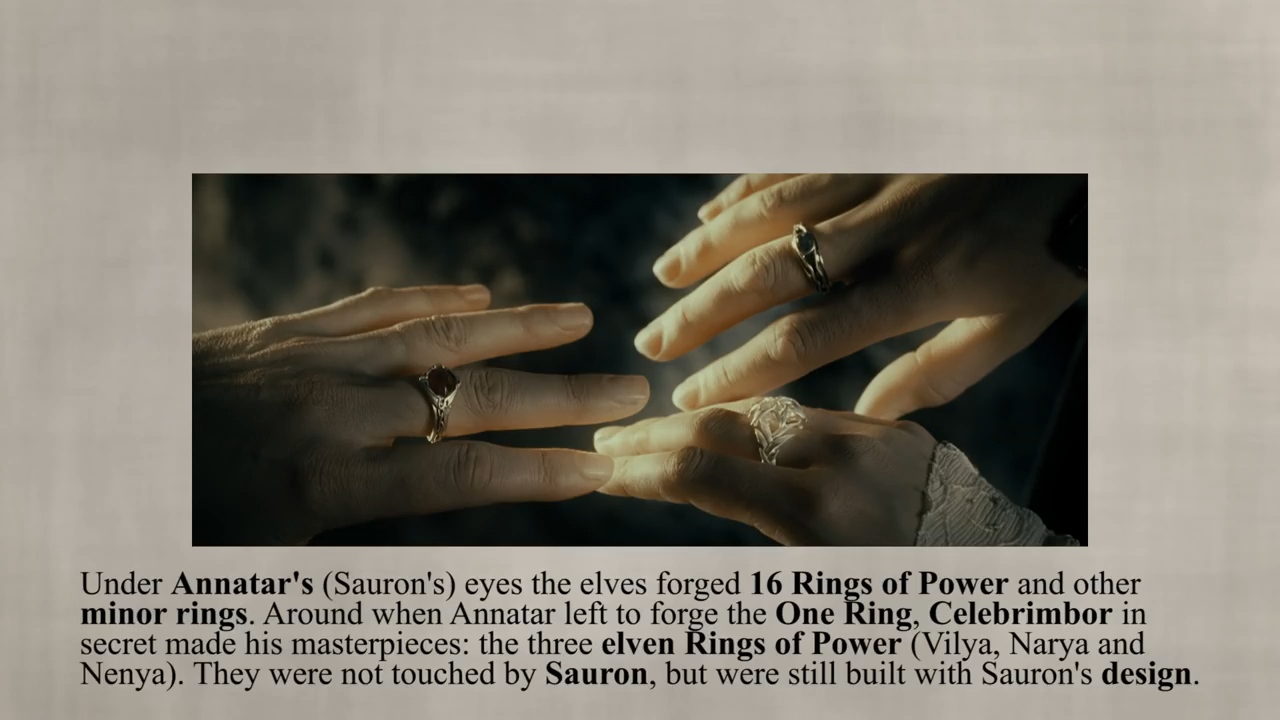 Under Annatar's (Sauron's) eyes the elves forged 16 Rings of Power and other
minor rings. Around when Annatar left to forge the One Ring, Celebrimbor in
secret made his masterpieces: the three elven Rings of Power (Vilya, Narya and
Nenya). They were not touched by Sauron, but were still built with Sauron's design.